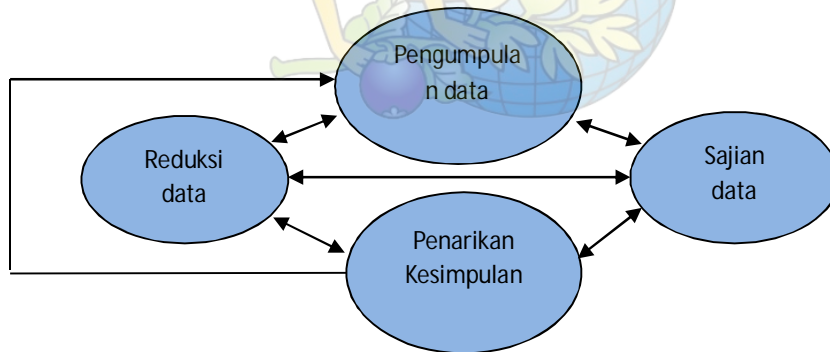 Pengumpula
n data
Reduksi
data
Sajian
data
Penarikan
Kesimpulan